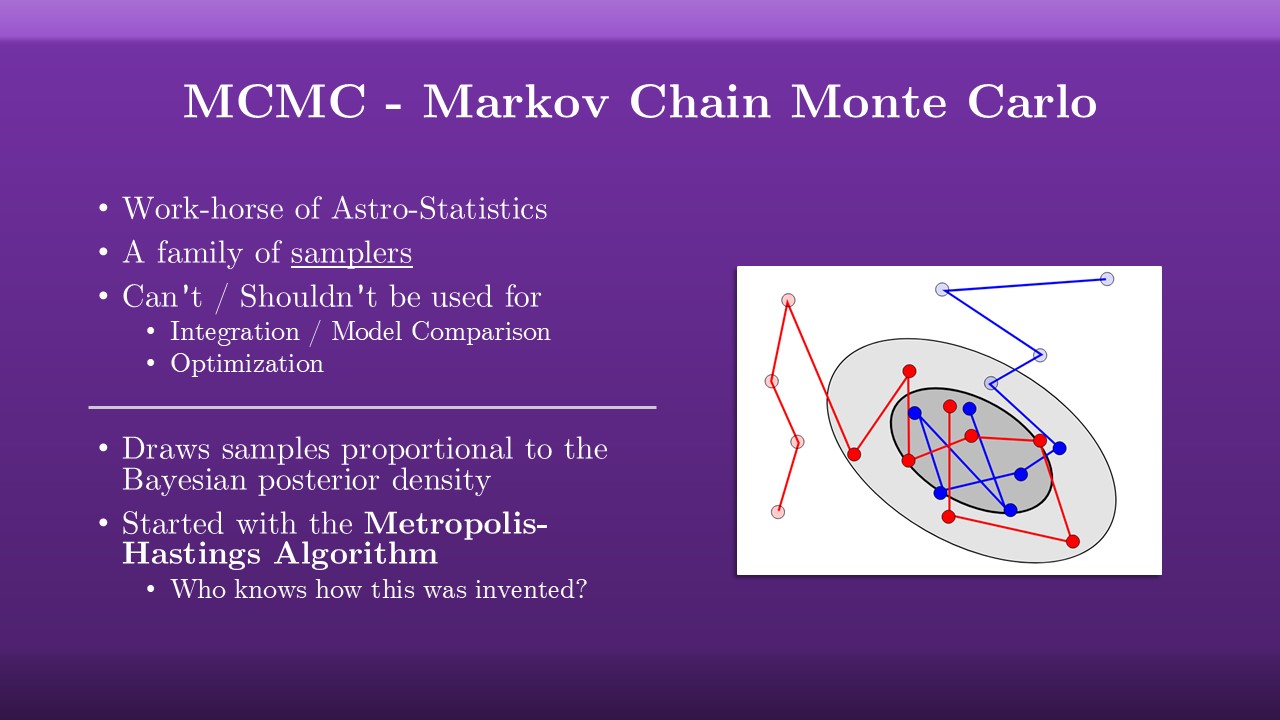 MCMC - Markov Chain Monte Carlo
• Work-horse of Astro-Statistics
• A family of samplers
• Can't / Shouldn't be used for
• Integration / Model Comparison
• Optimization
• Draws samples proportional to the
Bayesian posterior density
• Started with the Metropolis-
Hastings Algorithm
• Who knows how this was invented?